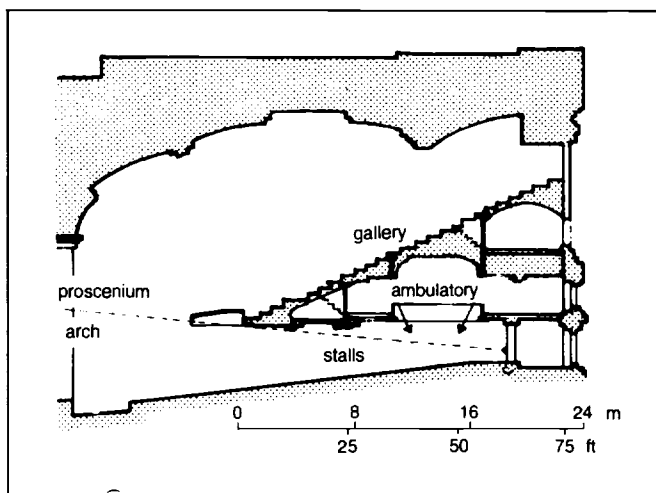 gallery
proscenium
ambulatory
arch
stalls
0 8 16 24 m
25 50 75 ft